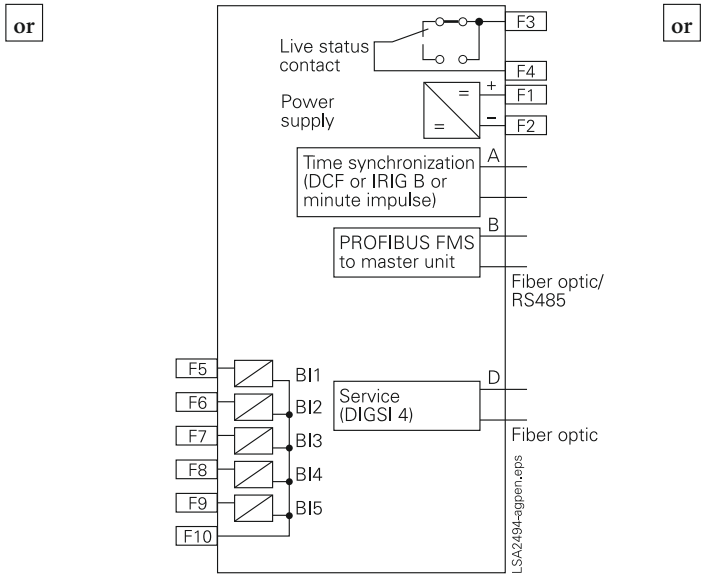 or
or
Live status
contact
F3
F4
Power
supply
=
=
+
−
F1
F2
Time synchronization
(DCF or IRIG B or
minute impulse)
A
PROFIBUS FMS
to master unit
B
Fiber optic/
RS485
F5
BI1
F6
BI2
F7
BI3
F8
BI4
F9
BI5
F10
Service
(DIGSI 4)
D
Fiber optic
LSA2494-agpen.eps